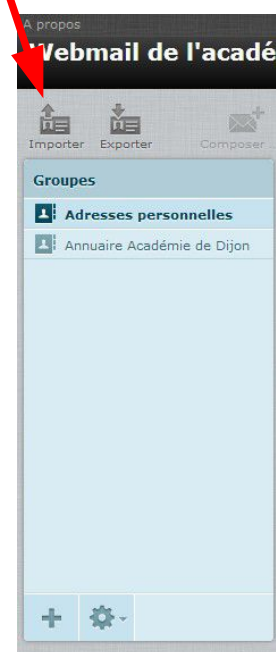 A propos
Webmail de l'acadé
Importer Exporter Composer
Groupes
Adresses personnelles
Annuaire Académie de Dijon